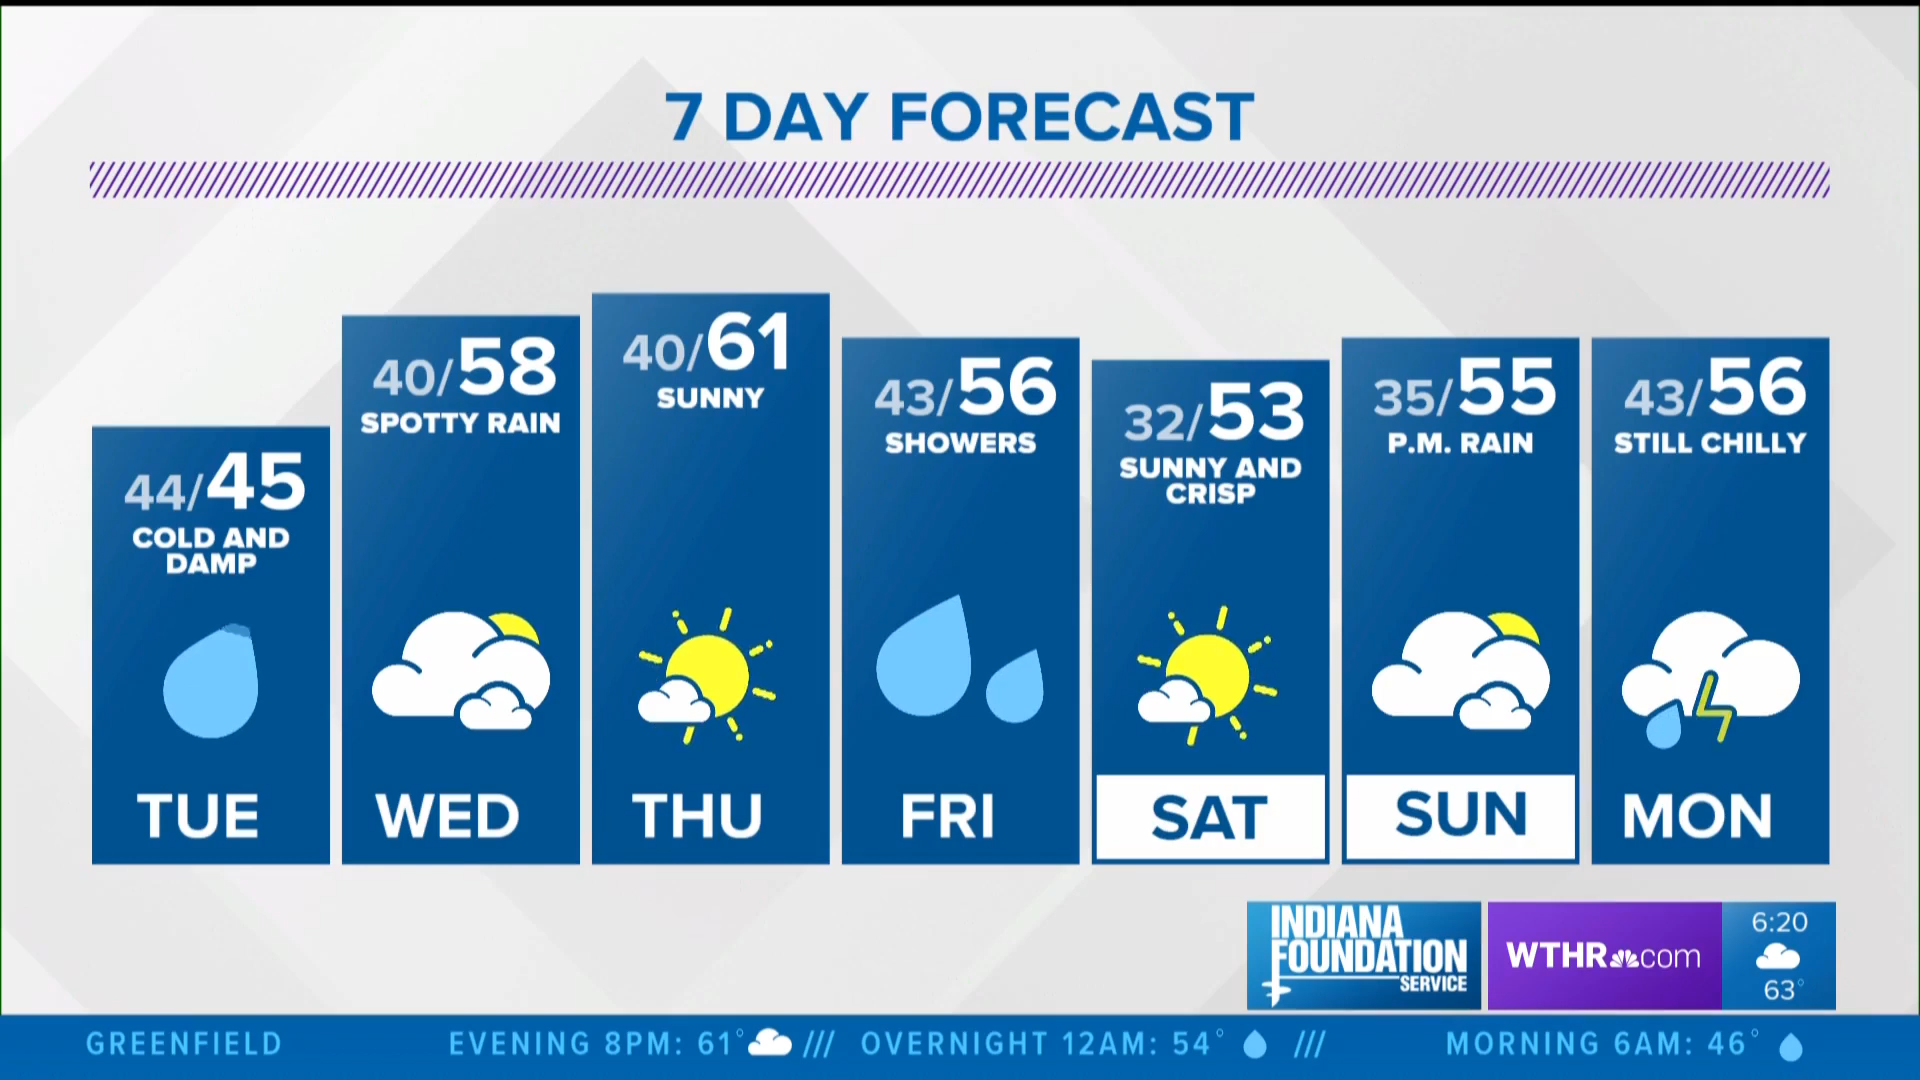 7 DAY FORECAST
44/45
COLD AND
DAMP
TUE
40/58
SPOTTY RAIN
WED
40/61
SUNNY
THU
43/56
SHOWERS
FRI
32/53
SUNNY AND
CRISP
SAT
35/55
P.M. RAIN
SUN
43/56
STILL CHILLY
MON
INDIANA
FOUNDATION
SERVICE
WTHR.com
6:20
63°
GREENFIELD EVENING 8PM: 61° /// OVERNIGHT 12AM: 54° /// MORNING 6AM: 46°